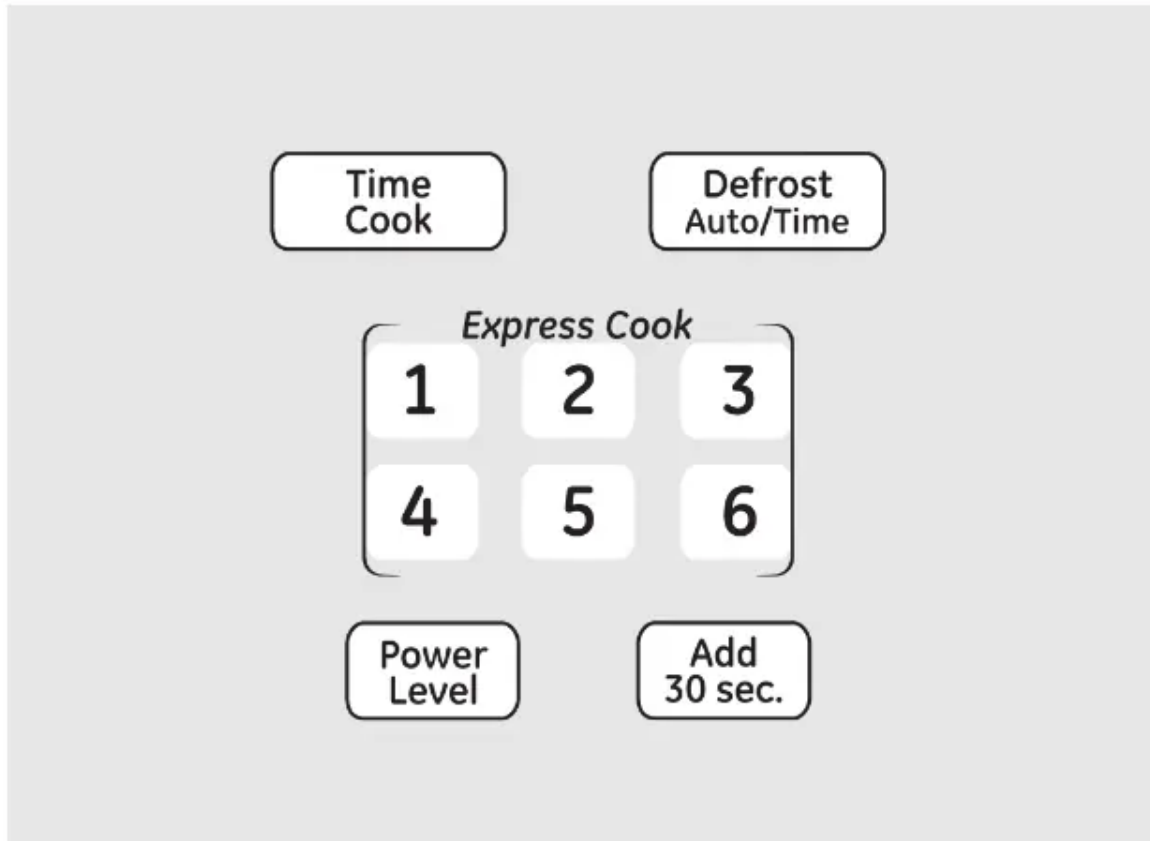 Time
Cook
Defrost
Auto/Time
Express Cook
1 2 3
4 5 6
Power
Level
Add
30 sec.